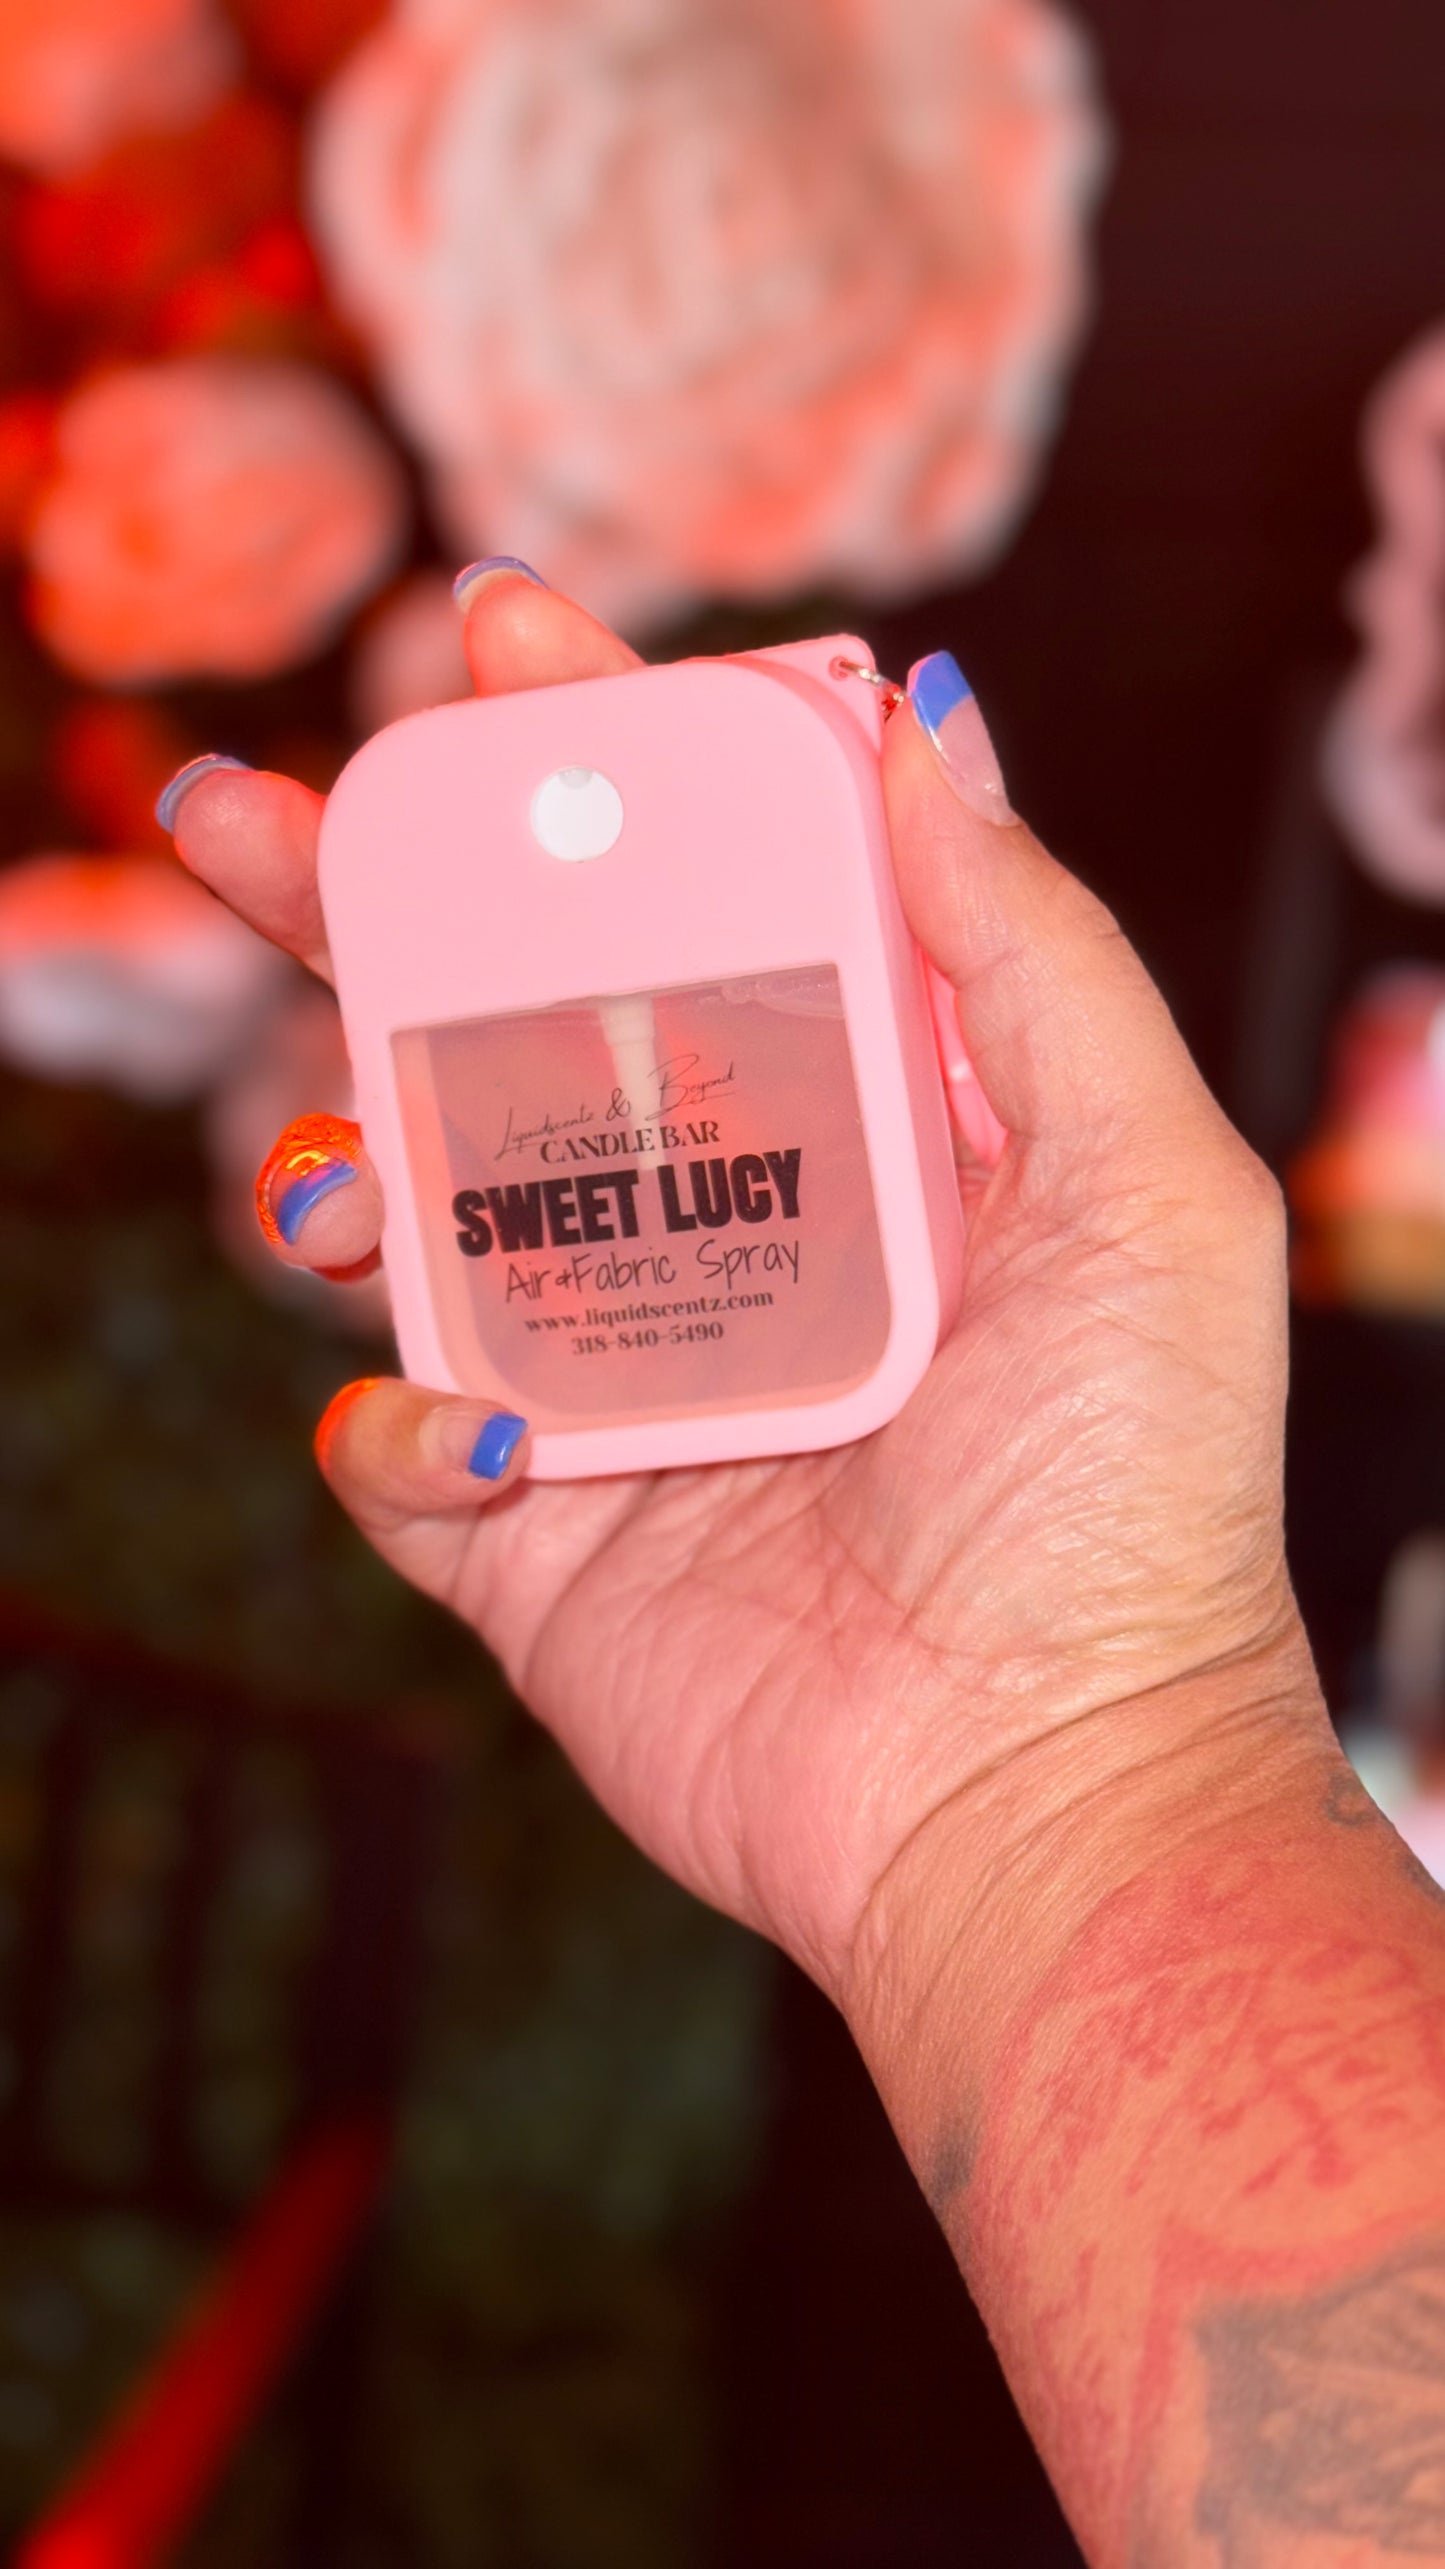 Liquidscentz & Beyond
CANDLE BAR
SWEET LUCY
Air & Fabric Spray
www.liquidscentz.com
318-840-5490